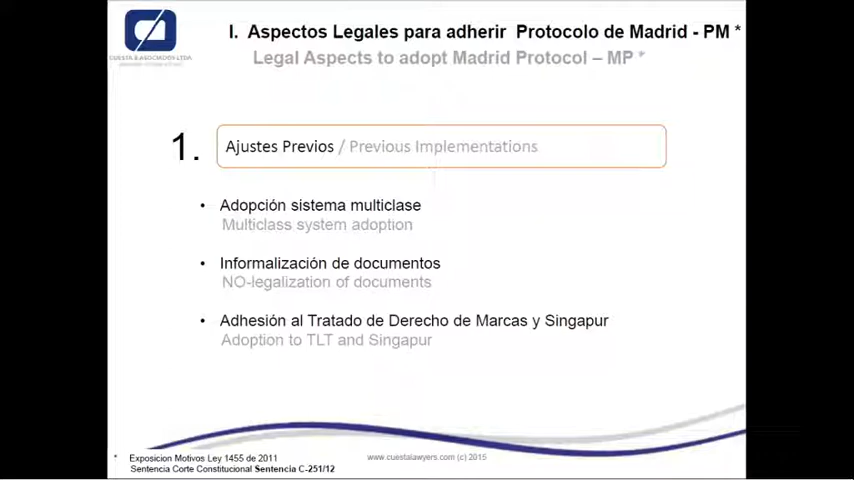 I. Aspectos Legales para adherir Protocolo de Madrid - PM *
Legal Aspects to adopt Madrid Protocol – MP *
CUESTA & ASOCIADOS LTDA
1.
Ajustes Previos / Previous Implementations
• Adopción sistema multiclase
Multiclass system adoption
• Informalización de documentos
NO-legalization of documents
• Adhesión al Tratado de Derecho de Marcas y Singapur
Adoption to TLT and Singapur
* Exposicion Motivos Ley 1455 de 2011
Sentencia Corte Constitucional Sentencia C-251/12
www.cuestalawyers.com (c) 2015